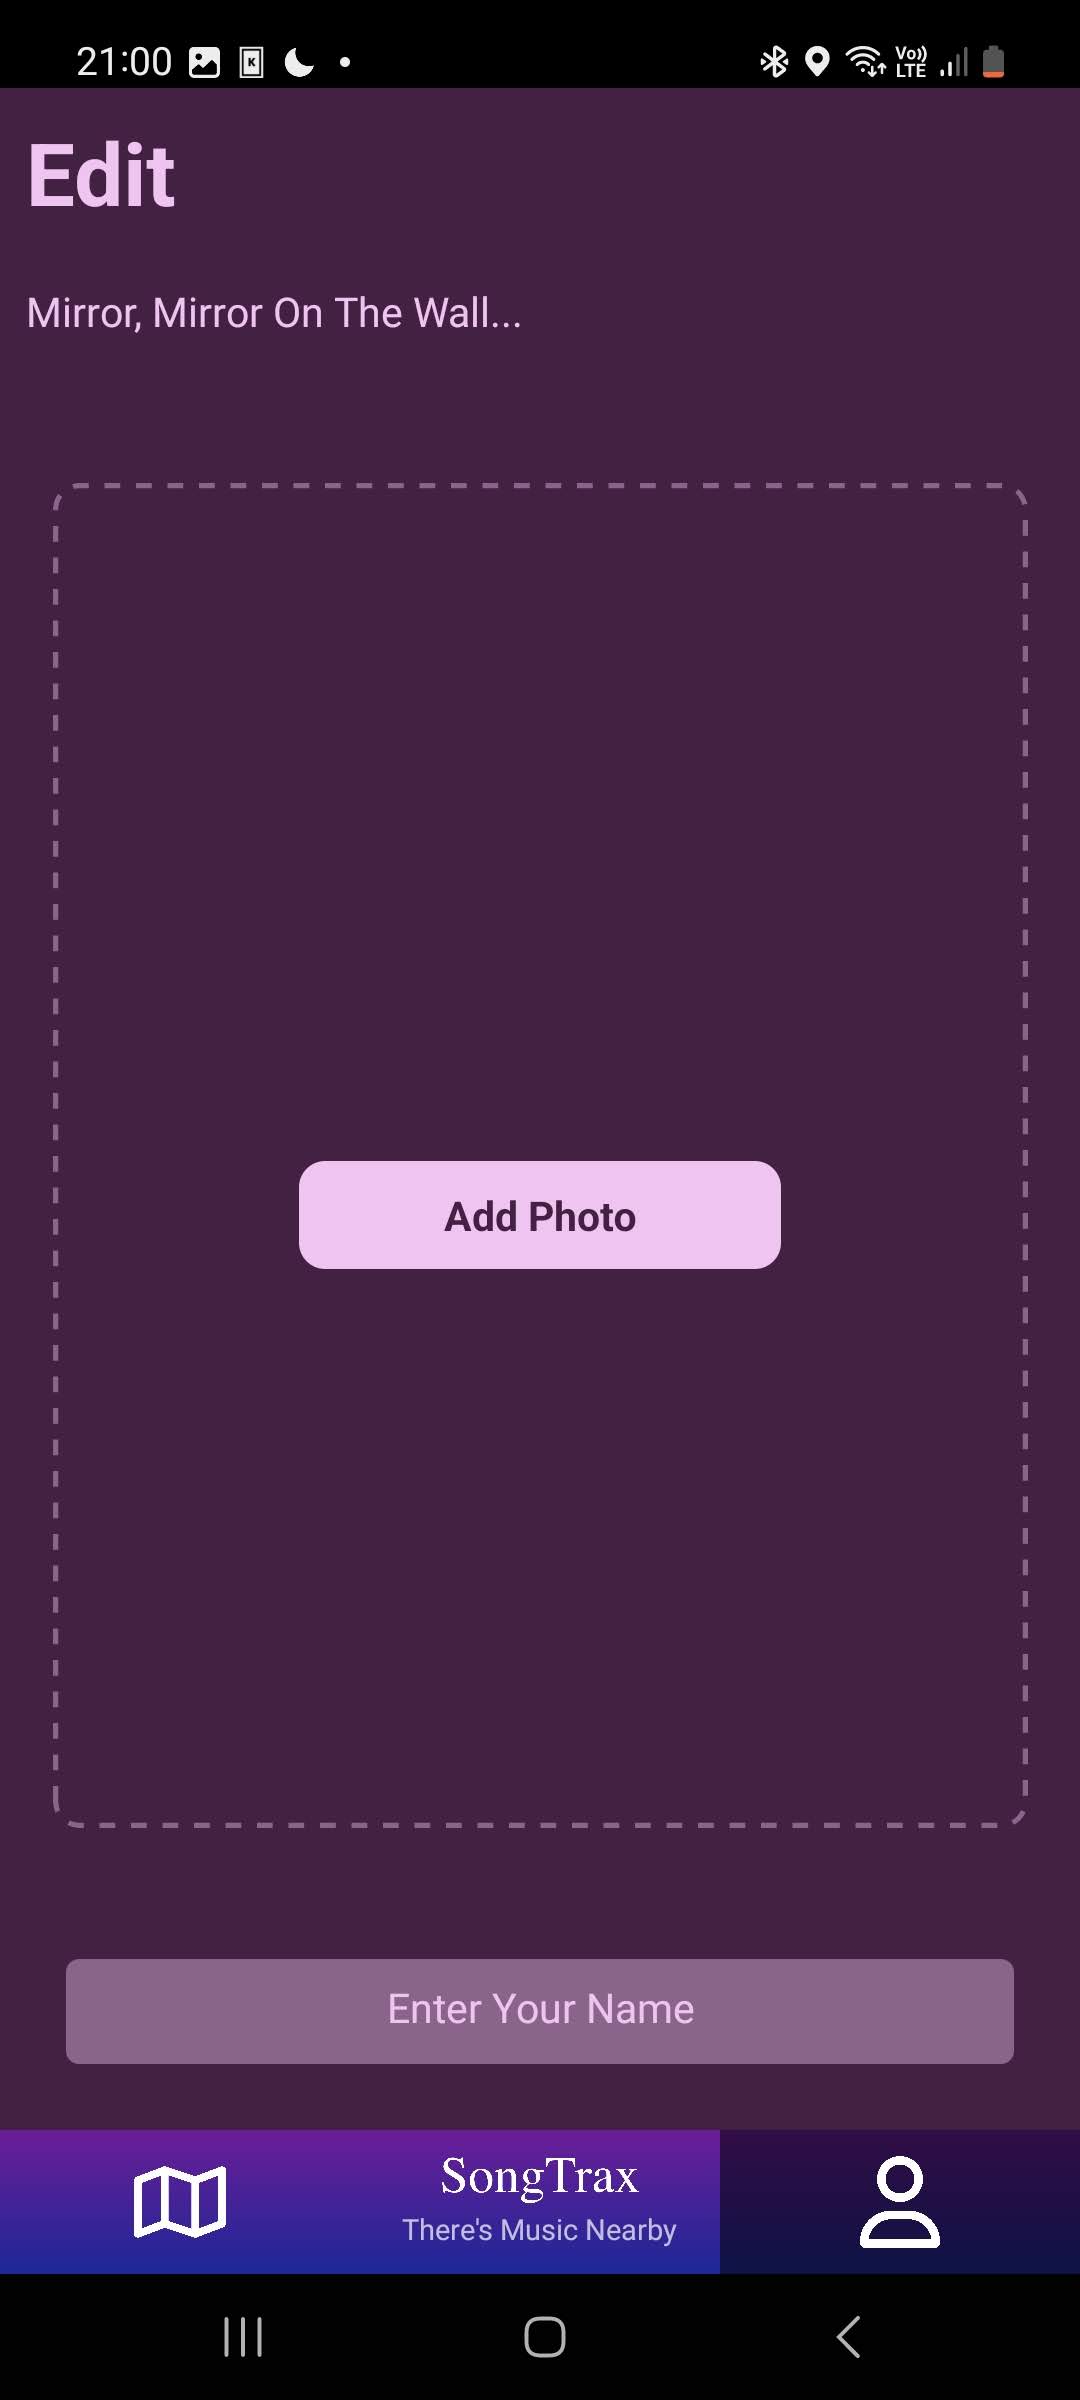 21:00
K
Vo))
LTE
Edit
Mirror, Mirror On The Wall...
Add Photo
Enter Your Name
SongTrax
There's Music Nearby